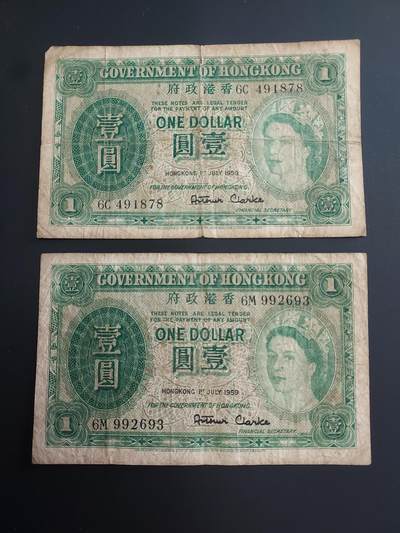 GOVERNMENT OF HONGKONG
1
府政港香 6C 491878
THESE NOTES ARE LEGAL TENDER
FOR THE PAYMENT OF ANY AMOUNT
壹圓
ONE DOLLAR
圓壹
HONGKONG 1ST JULY 1959
FOR THE GOVERNMENT OF HONGKONG.
1
6C 491878
Arthur Clarke
FINANCIAL SECRETARY.
GOVERNMENT OF HONGKONG
1
府政港香 6M 992693
THESE NOTES ARE LEGAL TENDER
FOR THE PAYMENT OF ANY AMOUNT
壹圓
ONE DOLLAR
圓壹
HONGKONG 1ST JULY 1959
FOR THE GOVERNMENT OF HONGKONG.
1
6M 992693
Arthur Clarke
FINANCIAL SECRETARY.